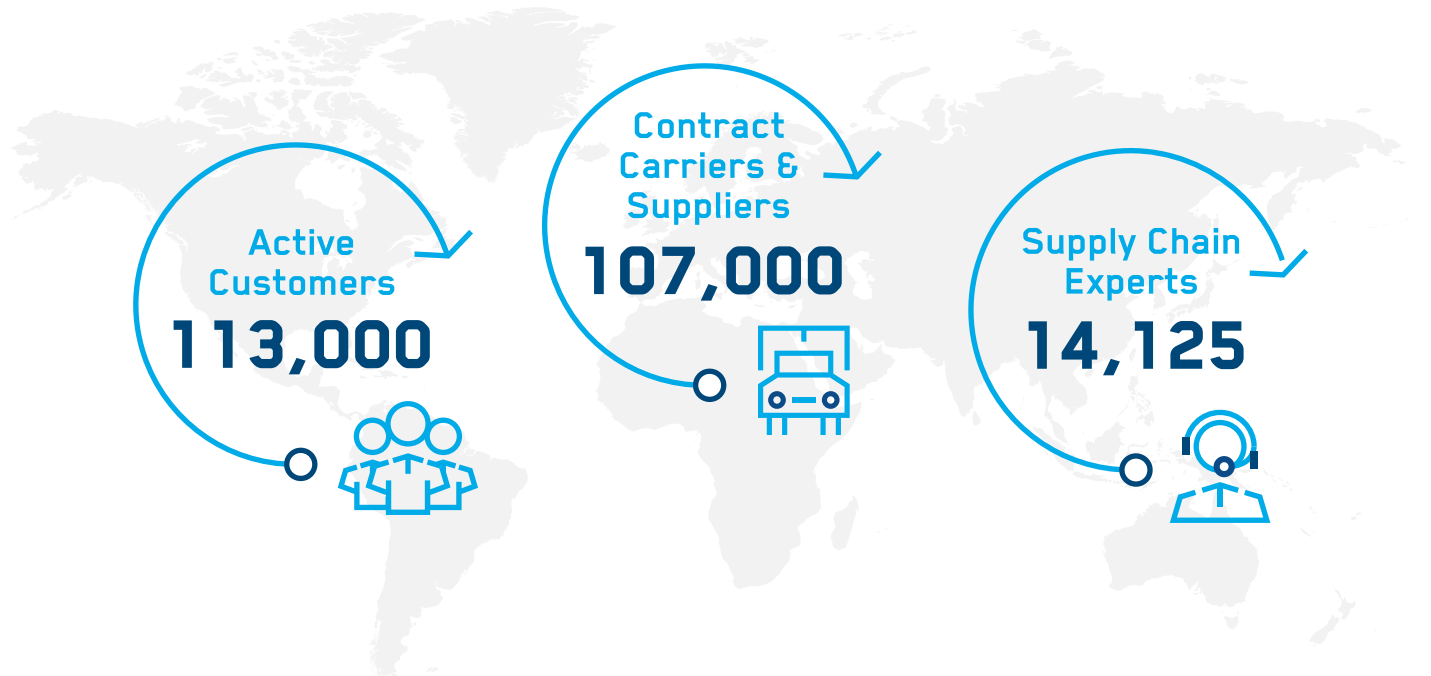 Active
Customers
113,000
Contract
Carriers &
Suppliers
107,000
Supply Chain
Experts
14,125